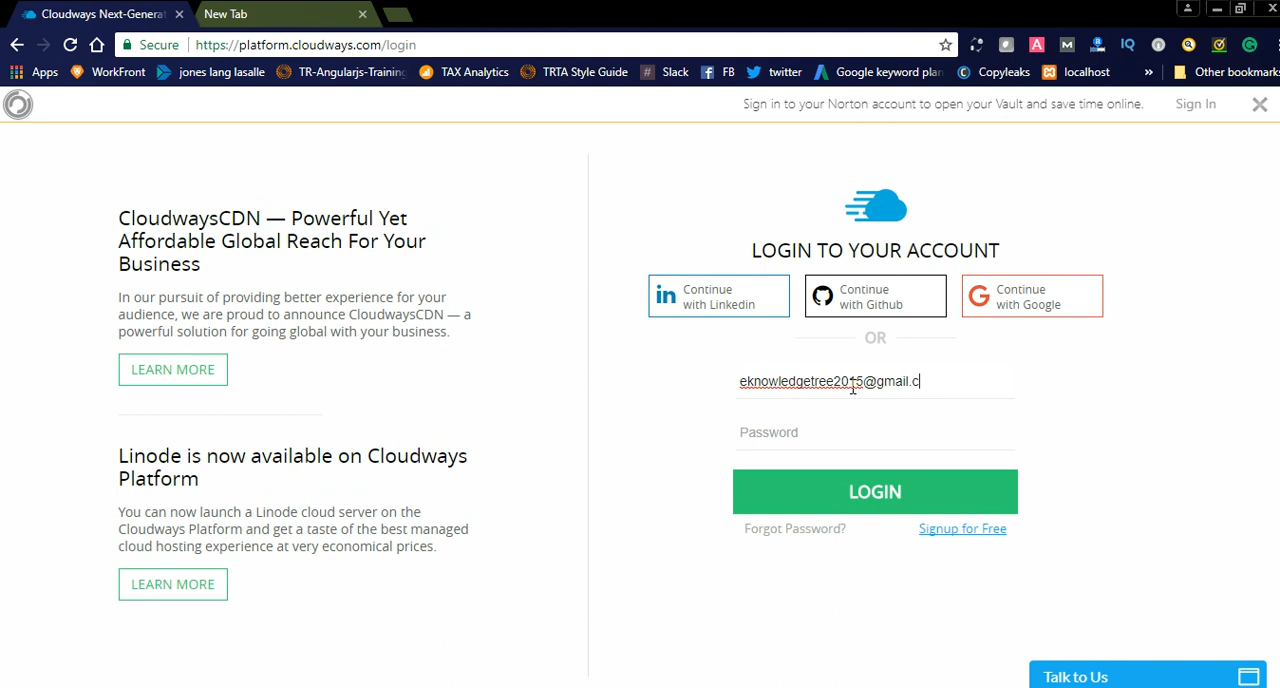 Cloudways Next-Generat
New Tab
Secure
https://platform.cloudways.com/login
A
M
IQ
Apps
WorkFront
jones lang lasalle
TR-Angularjs-Training
TAX Analytics
TRTA Style Guide
Slack
FB
twitter
Google keyword plan
Copyleaks
localhost
»
Other bookmarks
Sign in to your Norton account to open your Vault and save time online.
Sign In
CloudwaysCDN — Powerful Yet
Affordable Global Reach For Your
Business
In our pursuit of providing better experience for your
audience, we are proud to announce CloudwaysCDN — a
powerful solution for going global with your business.
LEARN MORE
Linode is now available on Cloudways
Platform
You can now launch a Linode cloud server on the
Cloudways Platform and get a taste of the best managed
cloud hosting experience at very economical prices.
LEARN MORE
LOGIN TO YOUR ACCOUNT
in
Continue
with Linkedin
Continue
with Github
G
Continue
with Google
OR
eknowledgetree2015@gmail.c
Password
LOGIN
Forgot Password?
Signup for Free
Talk to Us